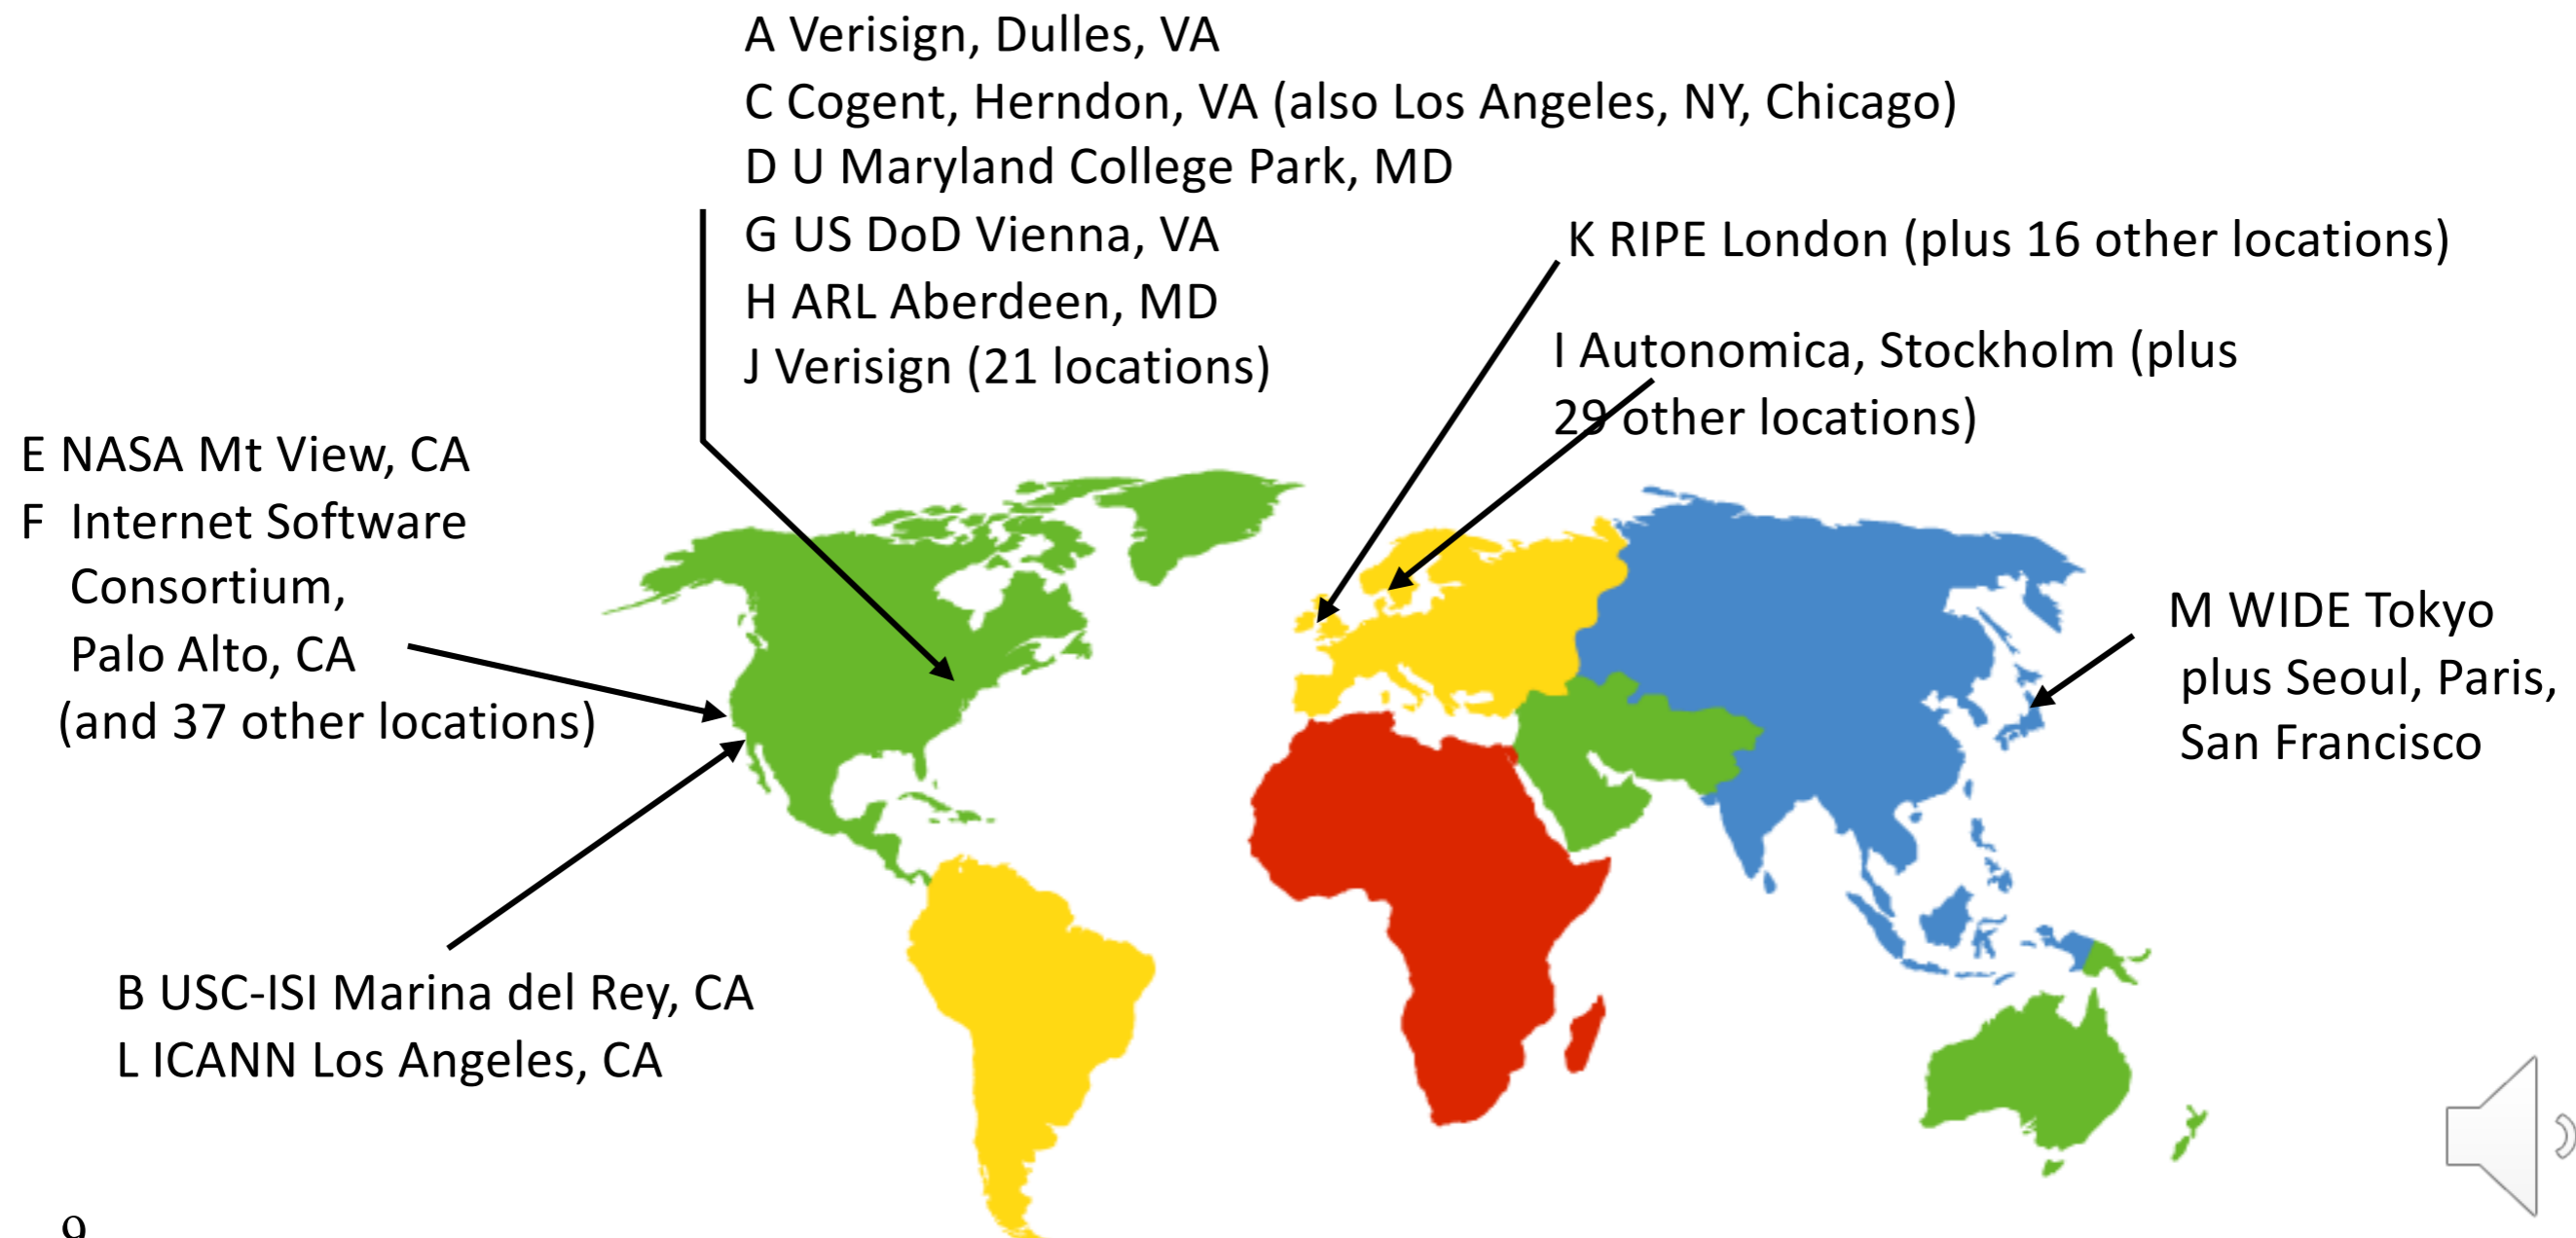 A Verisign, Dulles, VA
C Cogent, Herndon, VA (also Los Angeles, NY, Chicago)
D U Maryland College Park, MD
G US DoD Vienna, VA
H ARL Aberdeen, MD
J Verisign (21 locations)
K RIPE London (plus 16 other locations)
I Autonomica, Stockholm (plus
29 other locations)
E NASA Mt View, CA
F Internet Software
Consortium,
Palo Alto, CA
(and 37 other locations)
M WIDE Tokyo
plus Seoul, Paris,
San Francisco
B USC-ISI Marina del Rey, CA
L ICANN Los Angeles, CA
9